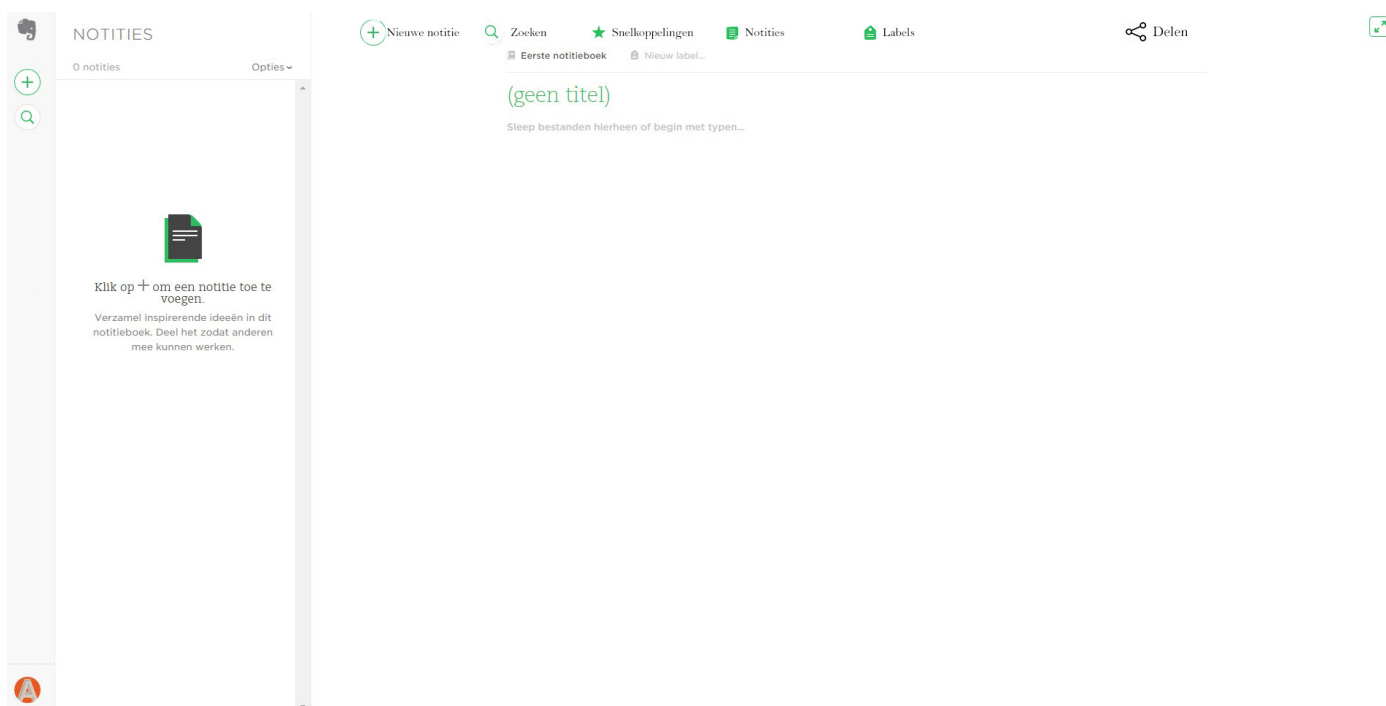 NOTITIES
0 notities Opties
Klik op + om een notitie toe te
voegen.
Verzamel inspirerende ideeën in dit
notitieboek. Deel het zodat anderen
mee kunnen werken.
A
Nieuwe notitie Zoeken Snelkoppelingen Notities Labels Delen
Eerste notitieboek Nieuw label...
(geen titel)
Sleep bestanden hierheen of begin met typen...